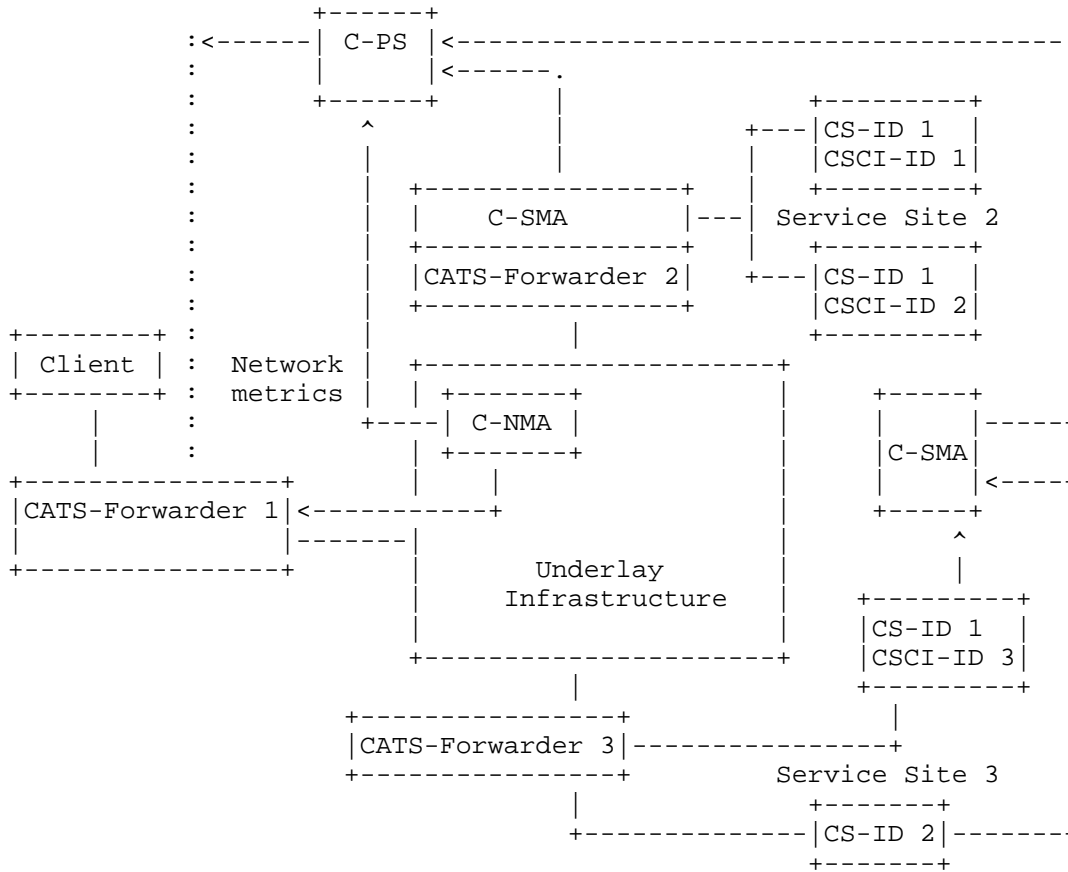 C-PS
CS-ID 1
CSCI-ID 1
C-SMA
Service Site 2
CATS-Forwarder 2
CS-ID 1
CSCI-ID 2
Client
Network
metrics
C-NMA
C-SMA
CATS-Forwarder 1
Underlay
Infrastructure
CS-ID 1
CSCI-ID 3
CATS-Forwarder 3
Service Site 3
CS-ID 2